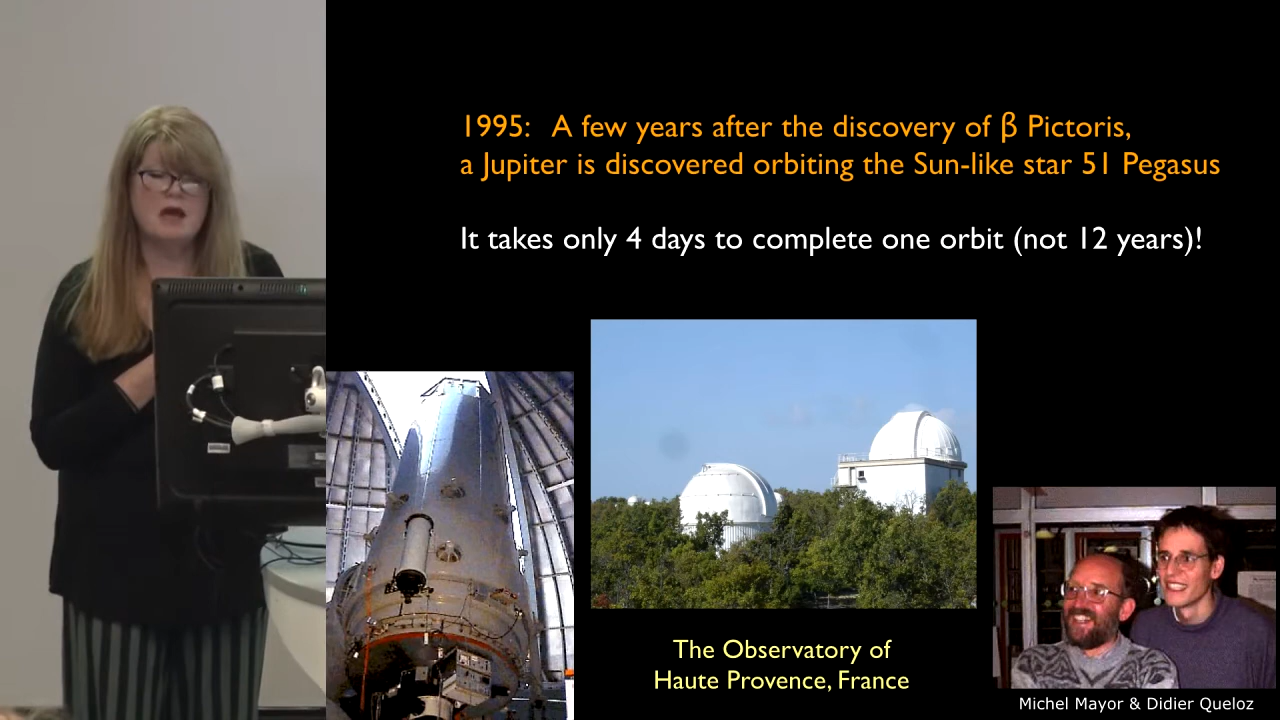 1995: A few years after the discovery of β Pictoris,
a Jupiter is discovered orbiting the Sun-like star 51 Pegasus
It takes only 4 days to complete one orbit (not 12 years)!
The Observatory of
Haute Provence, France
Michel Mayor & Didier Queloz